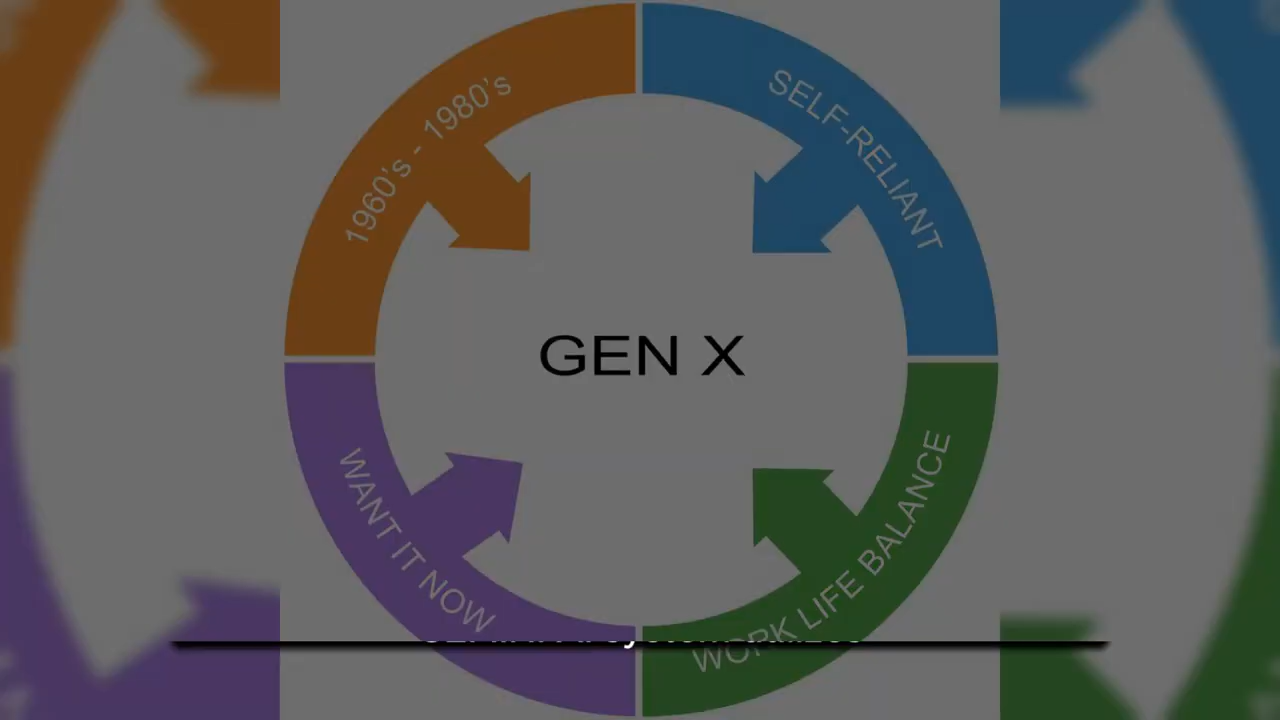 1960's - 1980's
SELF-RELIANT
GEN X
WANT IT NOW
WORK LIFE BALANCE